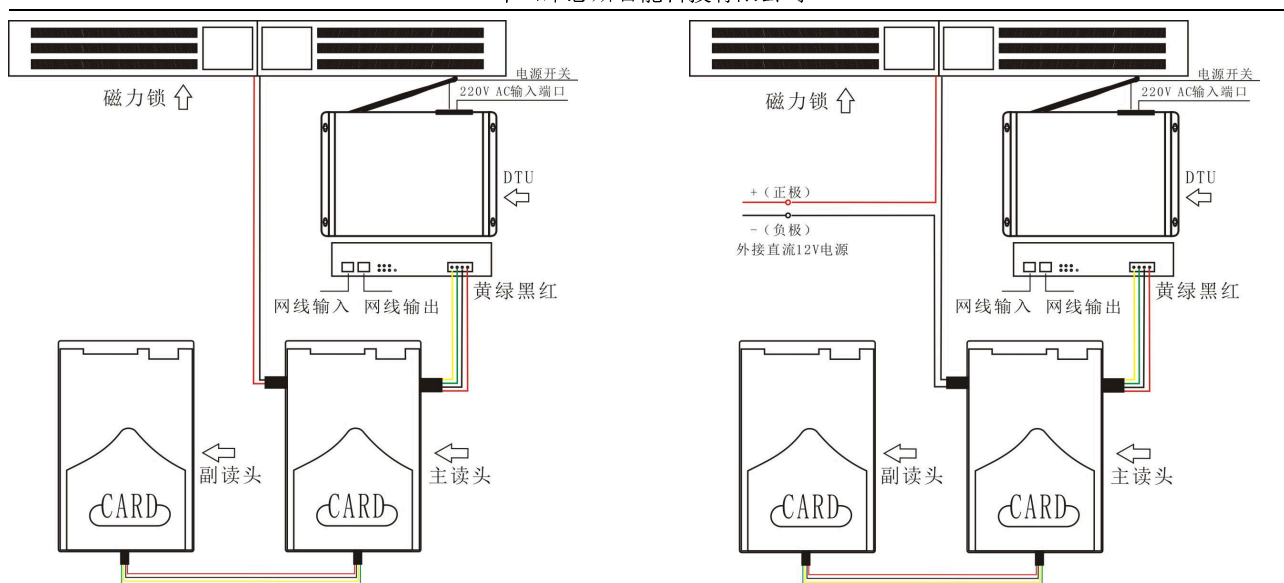 磁力锁
电源开关
220V AC输入端口
DTU
网线输入
网线输出
黄绿黑红
副读头
主读头
CARD
CARD
磁力锁
电源开关
220V AC输入端口
DTU
+（正极）
-（负极）
外接直流12V电源
网线输入
网线输出
黄绿黑红
副读头
主读头
CARD
CARD